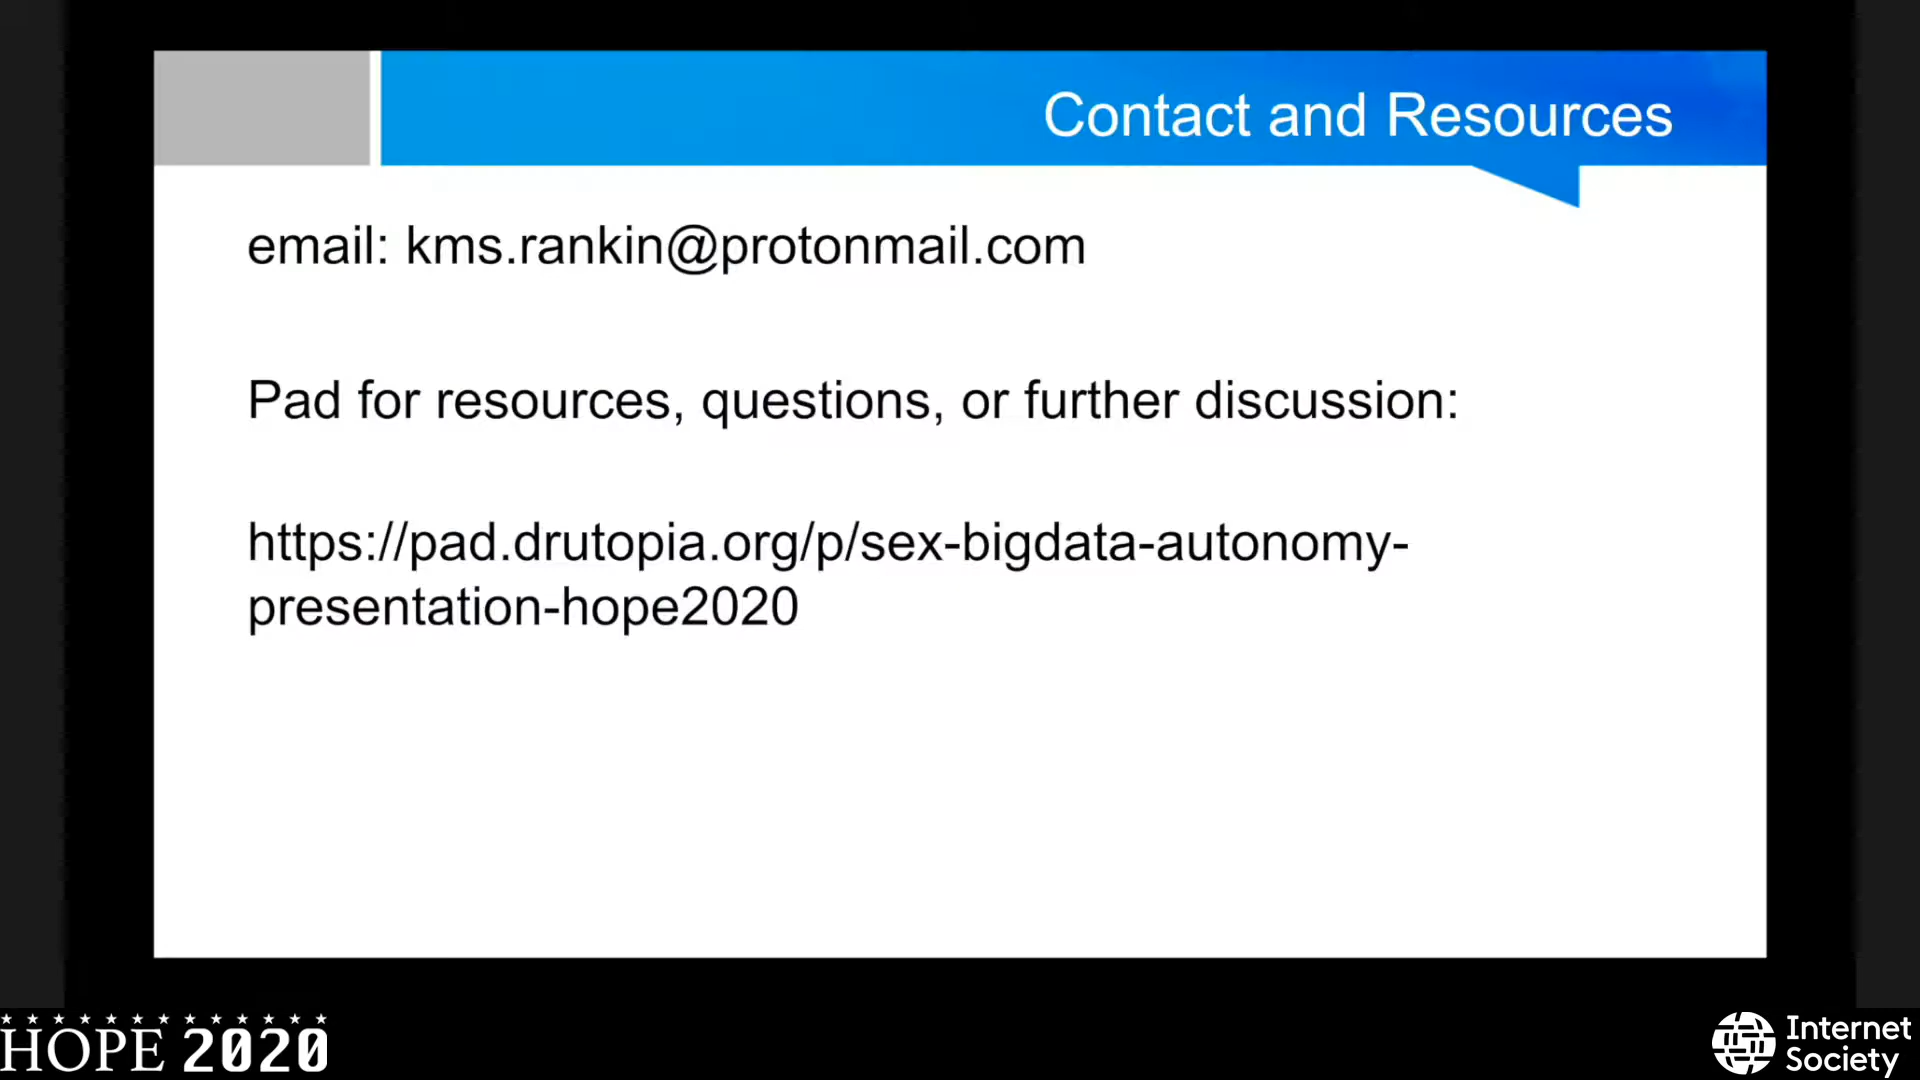 Contact and Resources
email: kms.rankin@protonmail.com
Pad for resources, questions, or further discussion:
https://pad.drutopia.org/p/sex-bigdata-autonomy-
presentation-hope2020
HOPE 2020
Internet
Society